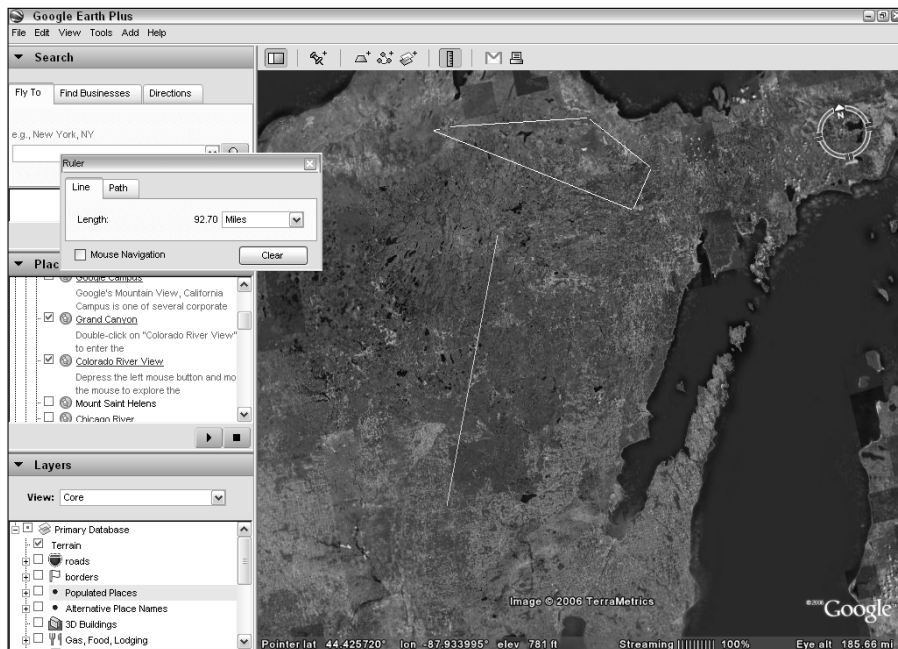 Google Earth Plus
File Edit View Tools Add Help
Search
Fly To Find Businesses Directions
e.g., New York, NY
Ruler
Line Path
Length: 92.70 Miles
Mouse Navigation Clear
Google Campus
Google's Mountain View, California
Campus is one of several corporate
Grand Canyon
Double-click on "Colorado River View"
to enter the
Colorado River View
Depress the left mouse button and mo
the mouse to explore the
Mount Saint Helens
Chicago River
Layers
View: Core
Primary Database
Terrain
roads
borders
Populated Places
Alternative Place Names
3D Buildings
Gas, Food, Lodging
N
Image © 2006 TerraMetrics
©2006 Google
Pointer lat 44.425720° lon -87.933995° elev 781 ft Streaming 100% Eye alt 185.66 mi